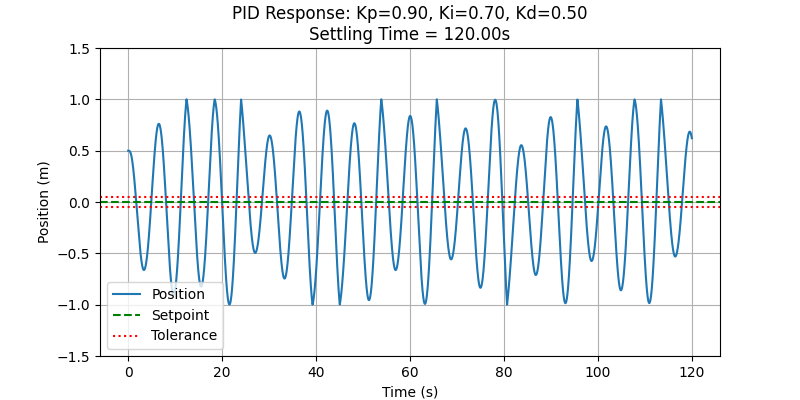 PID Response: Kp=0.90, Ki=0.70, Kd=0.50
Settling Time = 120.00s
1.5
1.0
0.5
0.0
−0.5
−1.0
−1.5
Position (m)
Position
Setpoint
Tolerance
0 20 40 60 80 100 120
Time (s)